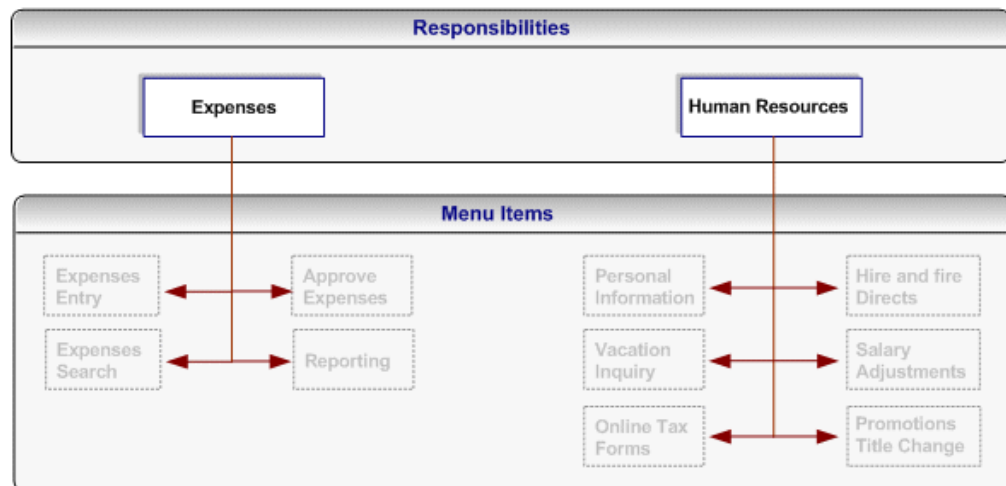 Responsibilities
Expenses
Human Resources
Menu Items
Expenses
Entry
Approve
Expenses
Personal
Information
Hire and fire
Directs
Expenses
Search
Reporting
Vacation
Inquiry
Salary
Adjustments
Online Tax
Forms
Promotions
Title Change